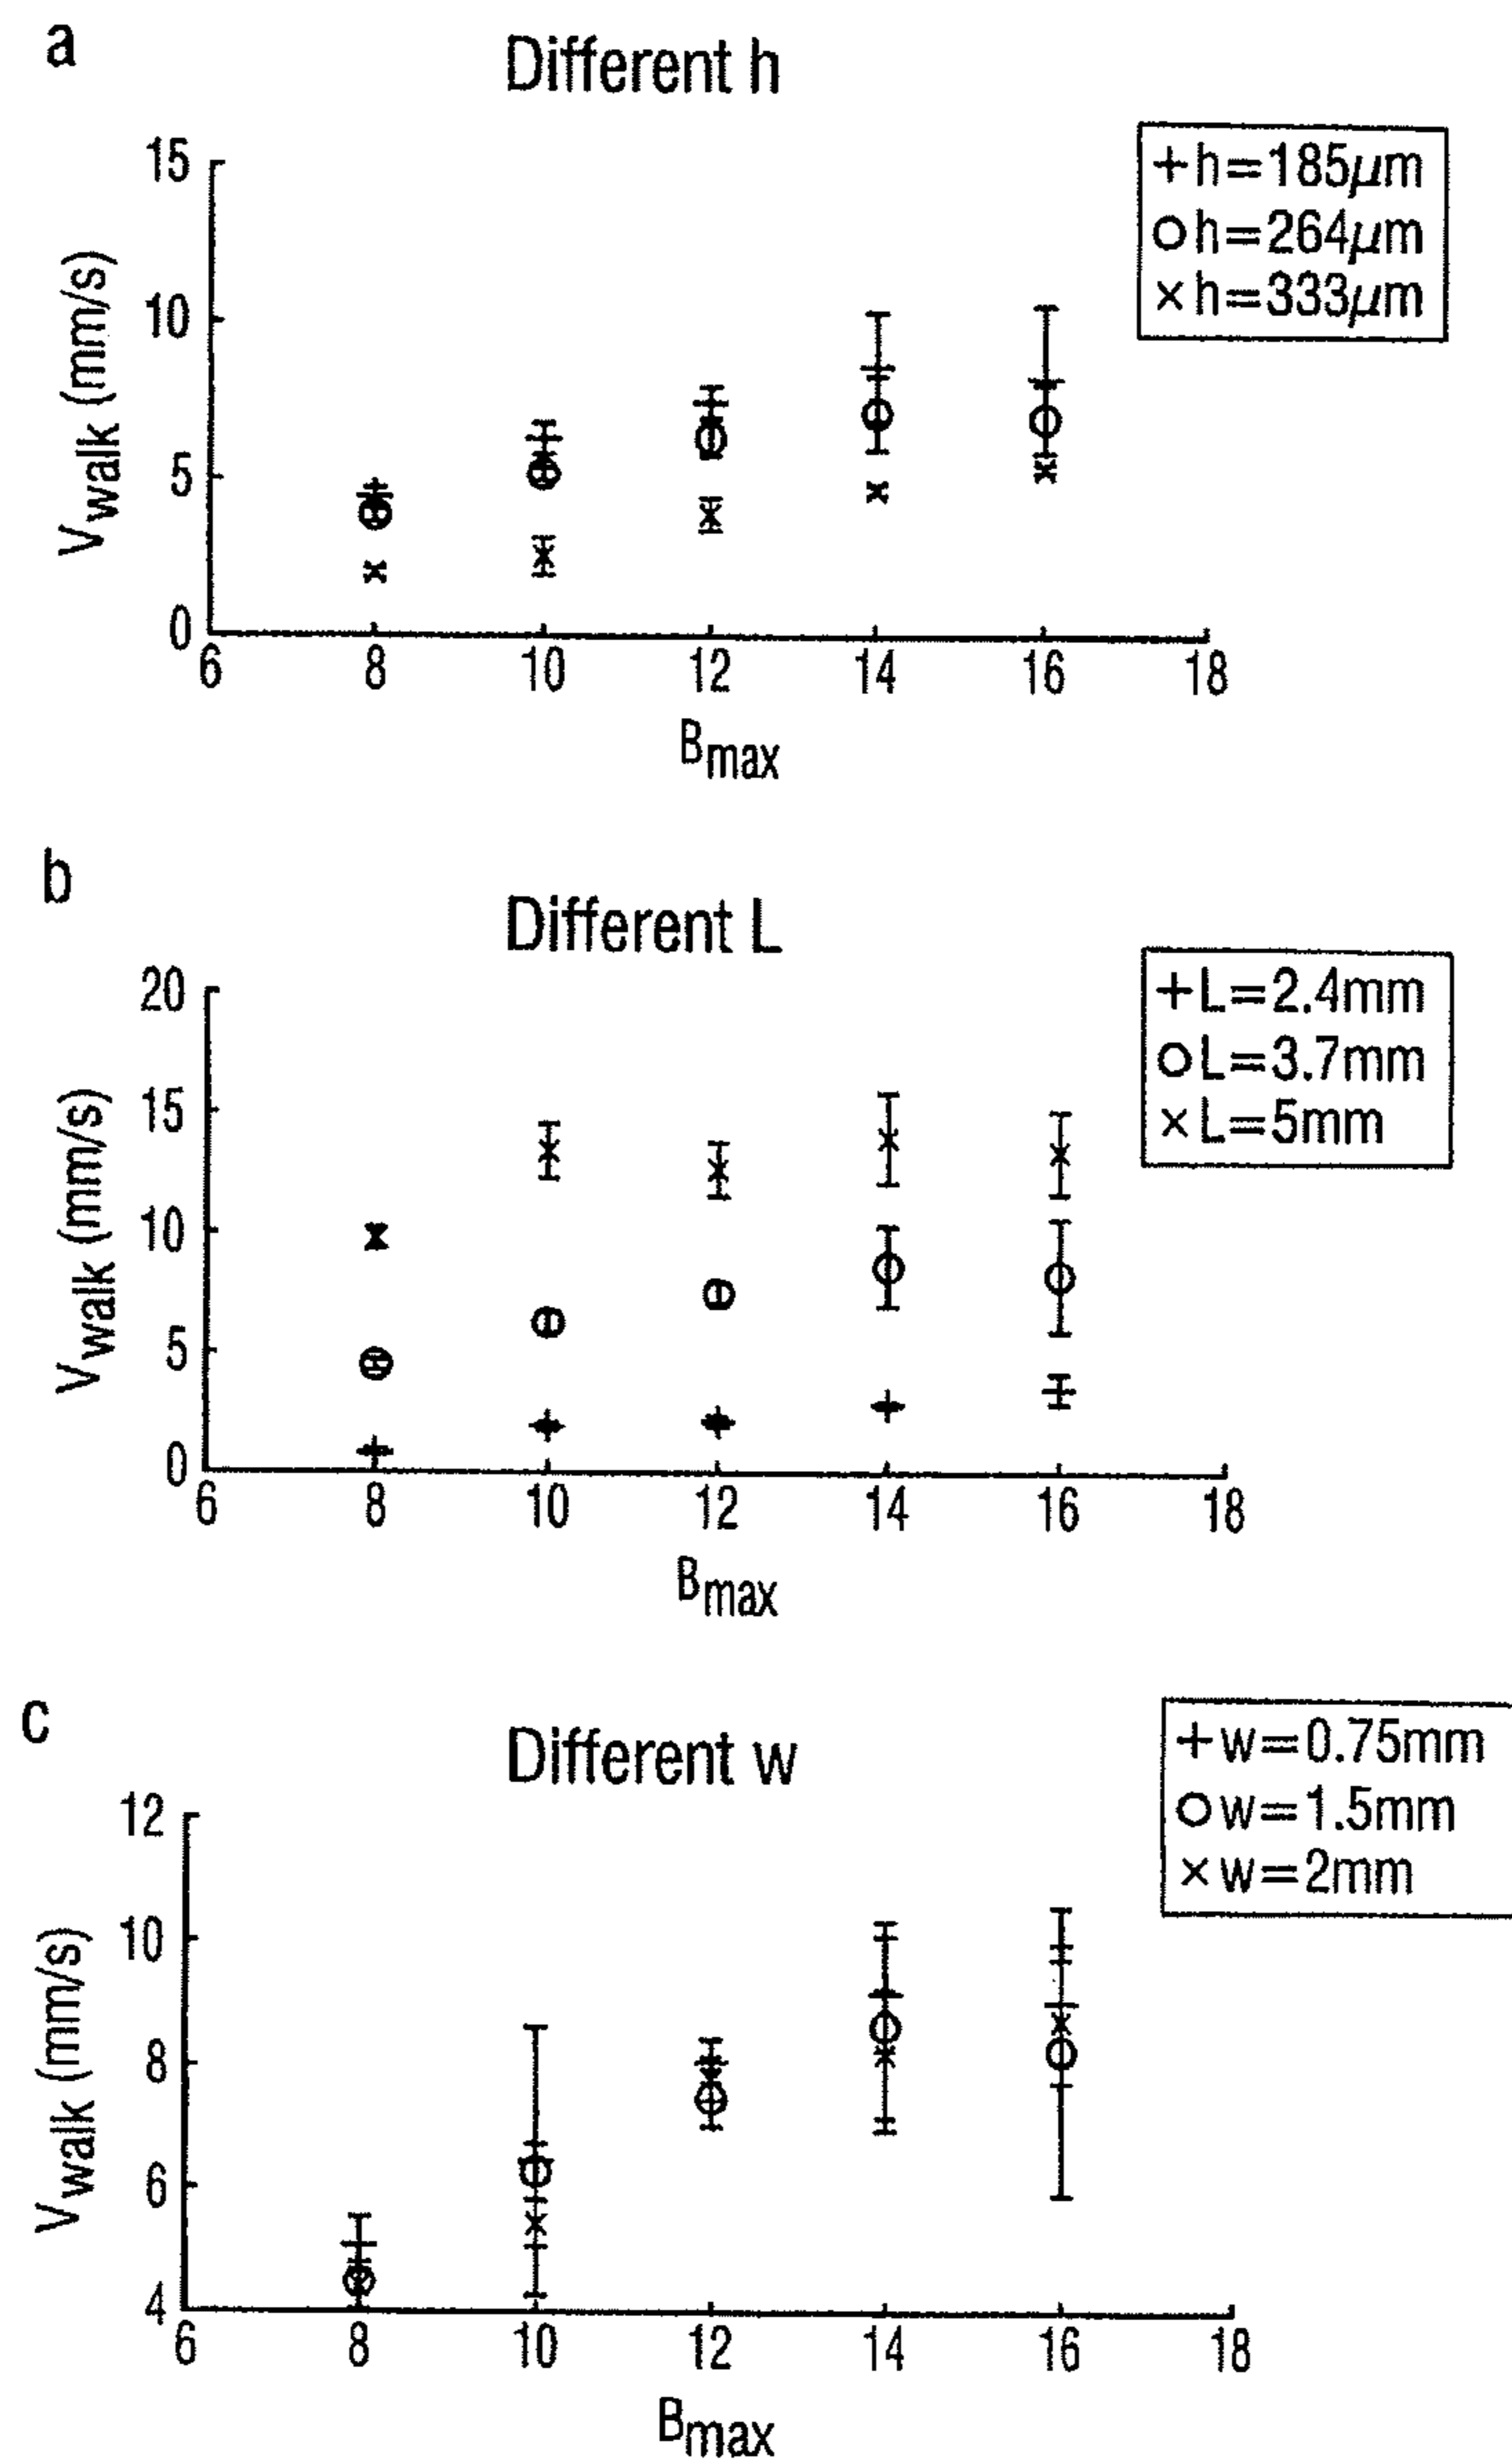 a
Different h
+ h=185μm
○ h=264μm
× h=333μm
15
10
5
0
Vwalk (mm/s)
6 8 10 12 14 16 18
Bmax
b
Different L
+ L=2.4mm
○ L=3.7mm
× L=5mm
20
15
10
5
0
Vwalk (mm/s)
6 8 10 12 14 16 18
Bmax
c
Different w
+ w=0.75mm
○ w=1.5mm
× w=2mm
12
10
8
6
4
Vwalk (mm/s)
6 8 10 12 14 16 18
Bmax